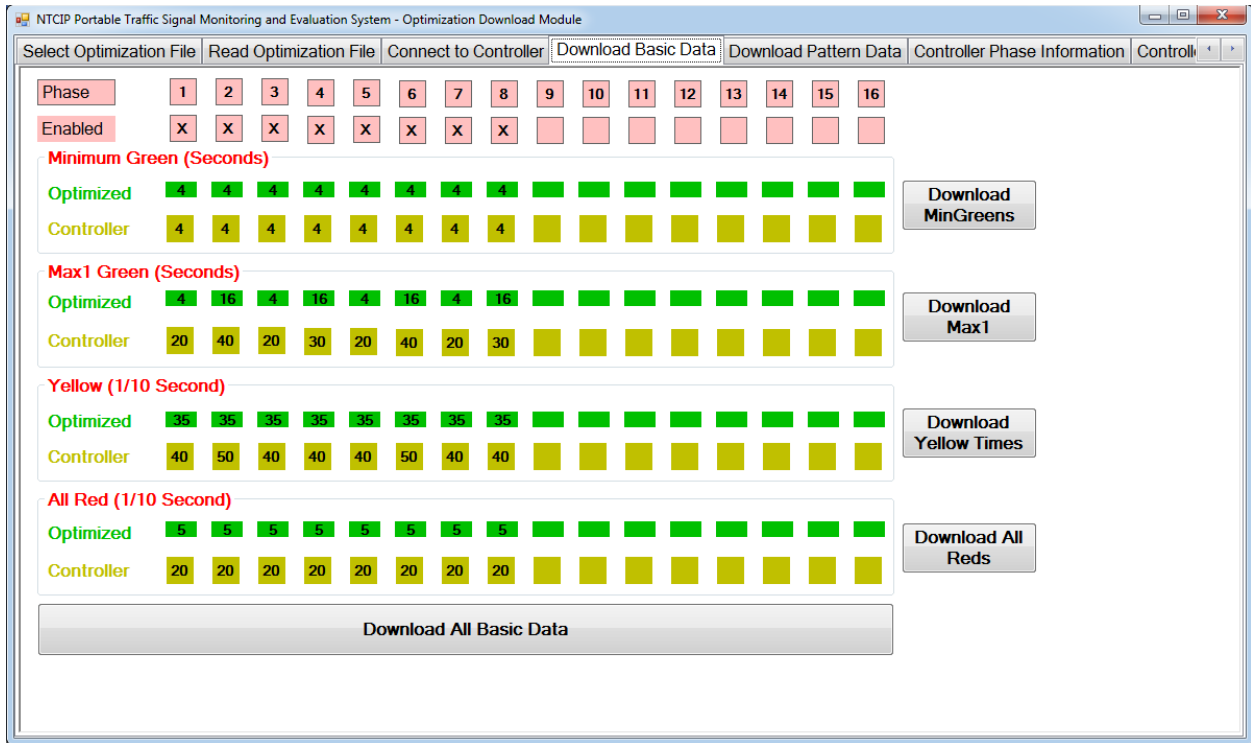 NTCIP Portable Traffic Signal Monitoring and Evaluation System - Optimization Download Module
Select Optimization File Read Optimization File Connect to Controller Download Basic Data Download Pattern Data Controller Phase Information Controll
Phase 1 2 3 4 5 6 7 8 9 10 11 12 13 14 15 16
Enabled X X X X X X X X
Minimum Green (Seconds)
Optimized 4 4 4 4 4 4 4 4
Controller 4 4 4 4 4 4 4 4
Download
MinGreens
Max1 Green (Seconds)
Optimized 4 16 4 16 4 16 4 16
Controller 20 40 20 30 20 40 20 30
Download
Max1
Yellow (1/10 Second)
Optimized 35 35 35 35 35 35 35 35
Controller 40 50 40 40 40 50 40 40
Download
Yellow Times
All Red (1/10 Second)
Optimized 5 5 5 5 5 5 5 5
Controller 20 20 20 20 20 20 20 20
Download All
Reds
Download All Basic Data